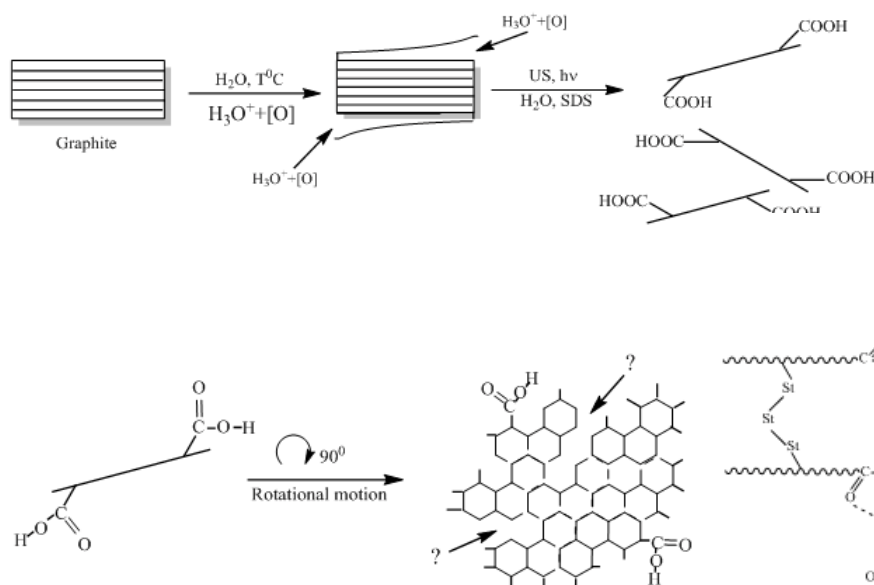 H₃O⁺+[O]
COOH
H₂O, T⁰C
H₃O⁺+[O]
US, hν
H₂O, SDS
Graphite
COOH
H₃O⁺+[O]
HOOC
COOH
HOOC
COOH
O
C-O-H
90⁰
Rotational motion
H
O
O
C
?
C
St
St
St
C
O
H
O
C
O
?
C
O
O
H
O